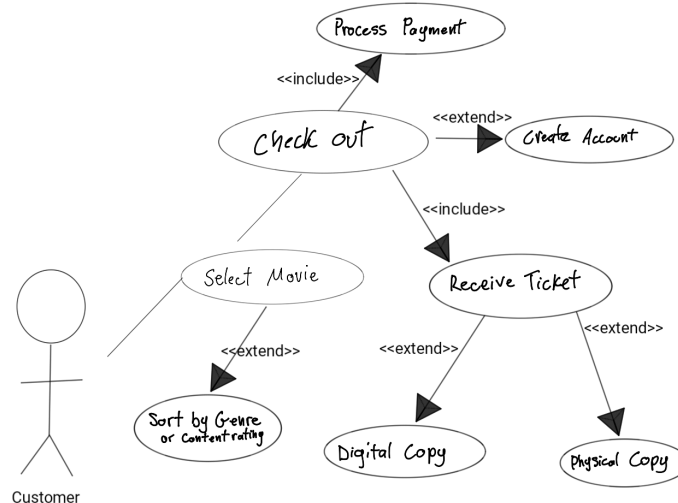 Process Payment
<<include>>
<<extend>>
Check out
Create Account
<<include>>
Select Movie
Receive Ticket
<<extend>>
<<extend>>
<<extend>>
Sort by Genre
or Content rating
Digital Copy
Physical Copy
Customer